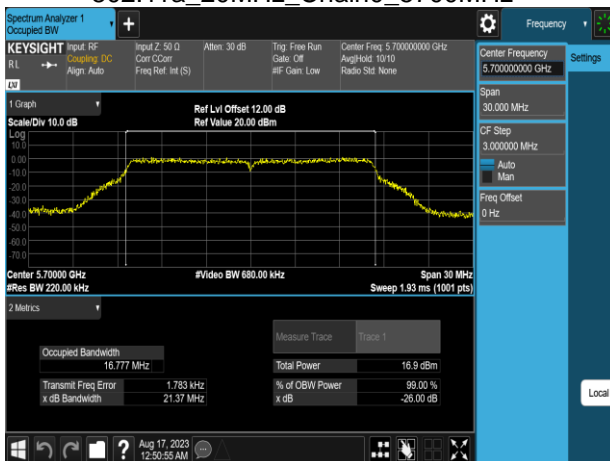 Spectrum Analyzer 1
Occupied BW
Frequency
KEYSIGHT
R L
Input: RF
Coupling: DC
Align: Auto
Input Z: 50 Ω
Corr CCorr
Freq Ref: Int (S)
Atten: 30 dB
Trig: Free Run
Gate: Off
#IF Gain: Low
Center Freq: 5.700000000 GHz
Avg|Hold: 10/10
Radio Std: None
Center Frequency
5.700000000 GHz
Settings
Span
30.000 MHz
CF Step
3.000000 MHz
Auto
Man
Freq Offset
0 Hz
1 Graph
Scale/Div 10.0 dB
Ref Lvl Offset 12.00 dB
Ref Value 20.00 dBm
Log
10.0
0.00
-10.0
-20.0
-30.0
-40.0
-50.0
-60.0
-70.0
Center 5.70000 GHz
#Video BW 680.00 kHz
Span 30 MHz
#Res BW 220.00 kHz
Sweep 1.93 ms (1001 pts)
2 Metrics
Measure Trace
Trace 1
Occupied Bandwidth
16.777 MHz
Total Power
16.9 dBm
Transmit Freq Error
1.783 kHz
% of OBW Power
99.00 %
x dB Bandwidth
21.37 MHz
x dB
-26.00 dB
Local
Aug 17, 2023
12:50:55 AM